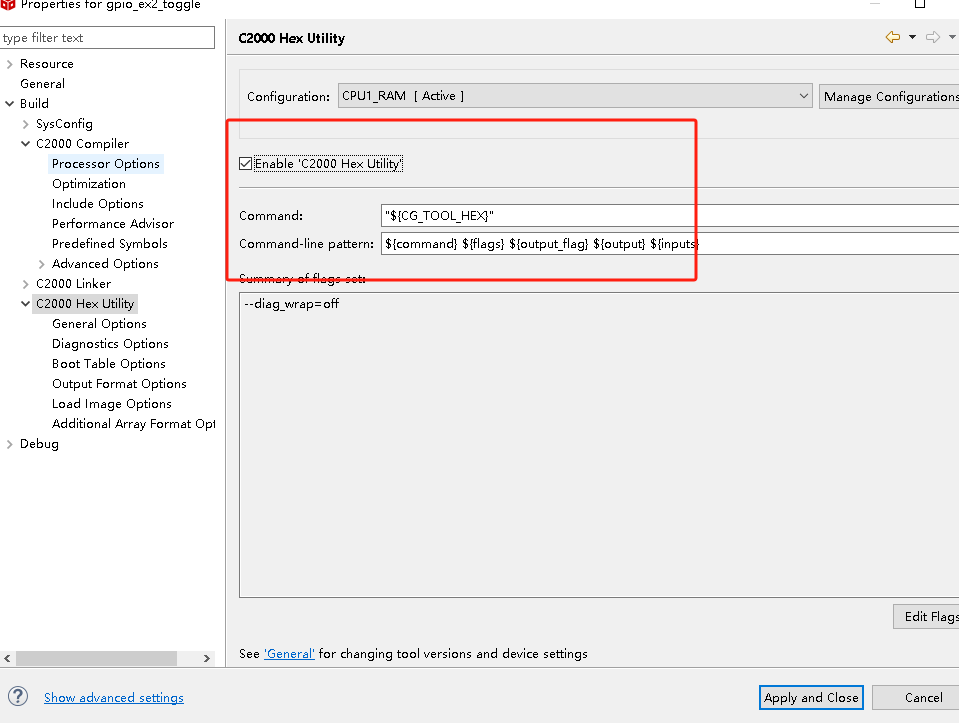 Properties for gpio_ex2_toggle
type filter text
Resource
General
Build
SysConfig
C2000 Compiler
Processor Options
Optimization
Include Options
Performance Advisor
Predefined Symbols
Advanced Options
C2000 Linker
C2000 Hex Utility
General Options
Diagnostics Options
Boot Table Options
Output Format Options
Load Image Options
Additional Array Format Opt
Debug
C2000 Hex Utility
Configuration: CPU1_RAM [ Active ] Manage Configurations
Enable 'C2000 Hex Utility'
Command: "${CG_TOOL_HEX}"
Command-line pattern: ${command} ${flags} ${output_flag} ${output} ${inputs}
Summary of flags set:
--diag_wrap=off
Edit Flags
See 'General' for changing tool versions and device settings
Show advanced settings
Apply and Close
Cancel